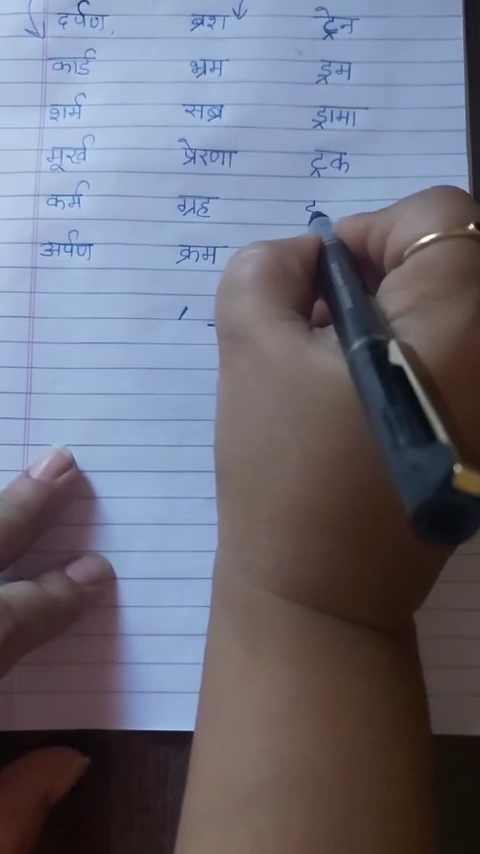 दर्पण, ब्रश ट्रेन
कार्ड भ्रम ड्रम
शर्म सब्र ड्रामा
मूर्ख प्रेरणा ट्रक
कर्म ग्रह
अर्पण क्रम